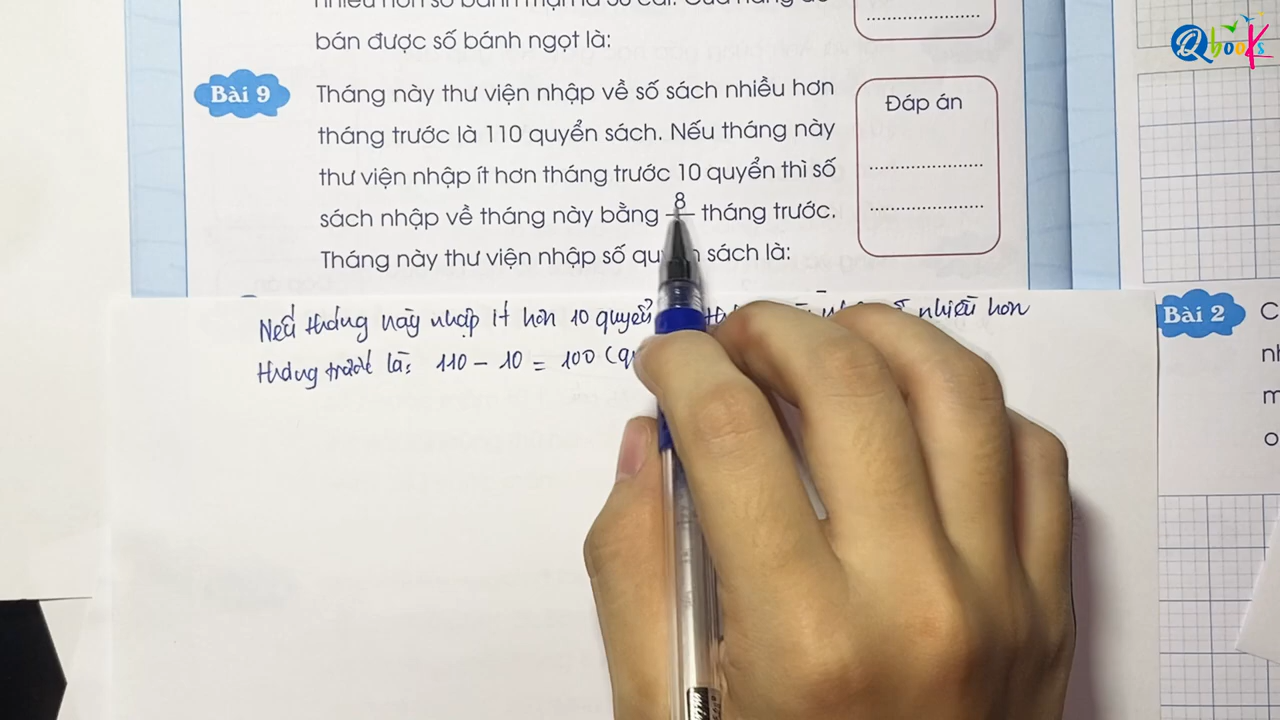 bán được số bánh ngọt là:
Bài 9
Tháng này thư viện nhập về số sách nhiều hơn
tháng trước là 110 quyển sách. Nếu tháng này
thư viện nhập ít hơn tháng trước 10 quyển thì số
sách nhập về tháng này bằng 8 tháng trước.
Tháng này thư viện nhập số sách là:
Đáp án
Nếu tháng này nhập ít hơn 10 quyển nhiều hơn
tháng trước là: 110 - 10 = 100
Bài 2
C
Qbooks